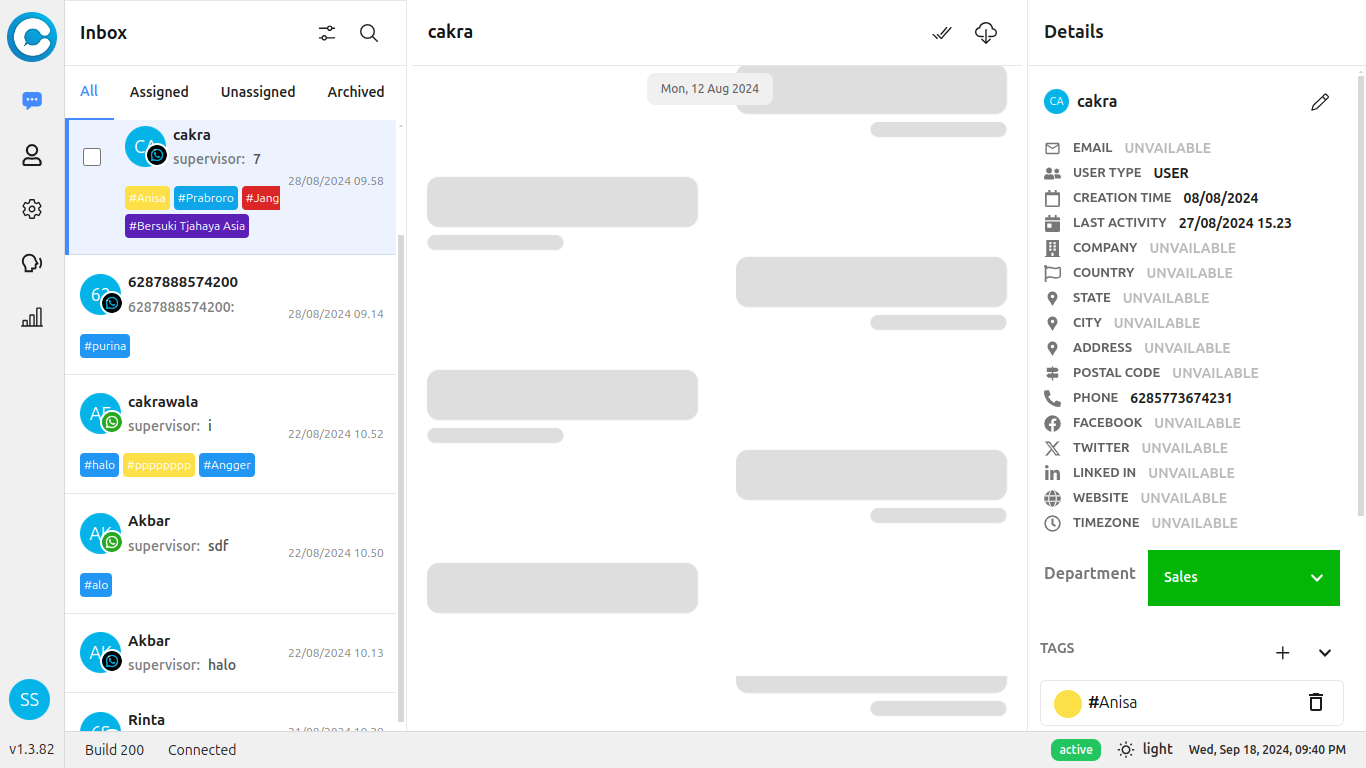 Inbox
All
Assigned
Unassigned
Archived
CA
cakra
supervisor: 7
28/08/2024 09.58
#Anisa
#Prabroro
#Jang
#Bersuki Tjahaya Asia
6287888574200
6287888574200:
28/08/2024 09.14
#purina
cakrawala
supervisor: i
22/08/2024 10.52
#halo
#pppppppp
#Angger
Akbar
supervisor: sdf
22/08/2024 10.50
#alo
Akbar
supervisor: halo
22/08/2024 10.13
Rinta
SS
v1.3.82
Build 200
Connected
cakra
Mon, 12 Aug 2024
Details
CA
cakra
EMAIL UNVAILABLE
USER TYPE USER
CREATION TIME 08/08/2024
LAST ACTIVITY 27/08/2024 15.23
COMPANY UNVAILABLE
COUNTRY UNVAILABLE
STATE UNVAILABLE
CITY UNVAILABLE
ADDRESS UNVAILABLE
POSTAL CODE UNVAILABLE
PHONE 6285773674231
FACEBOOK UNVAILABLE
TWITTER UNVAILABLE
LINKED IN UNVAILABLE
WEBSITE UNVAILABLE
TIMEZONE UNVAILABLE
Department
Sales
TAGS
#Anisa
active
light
Wed, Sep 18, 2024, 09:40 PM